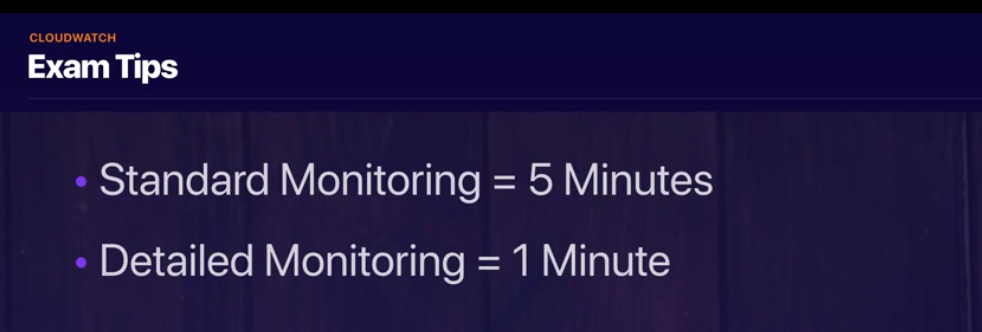 CLOUDWATCH
Exam Tips
• Standard Monitoring = 5 Minutes
• Detailed Monitoring = 1 Minute